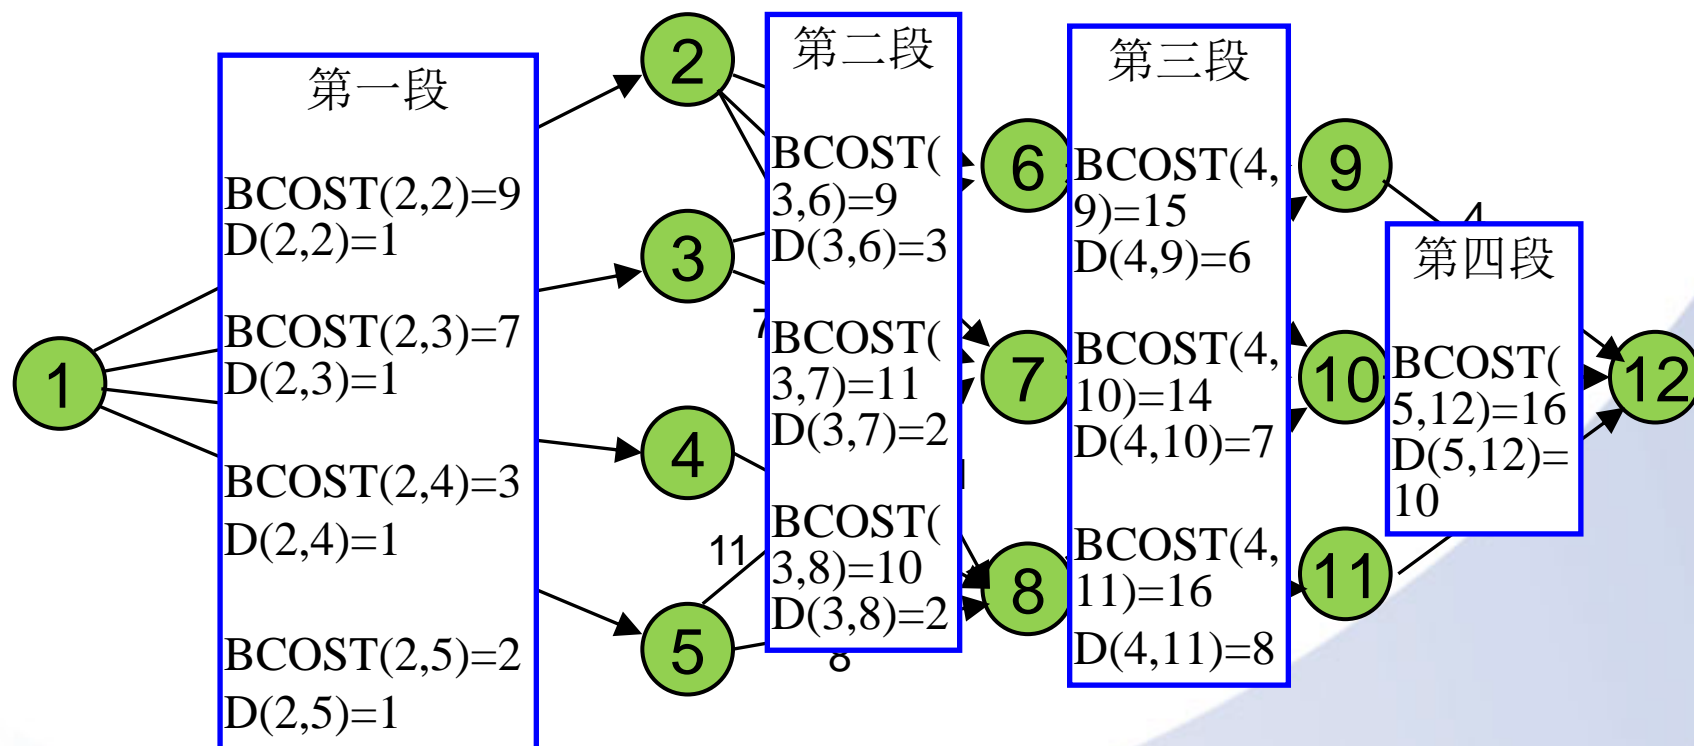 1
第一段
BCOST(2,2)=9
D(2,2)=1
BCOST(2,3)=7
D(2,3)=1
BCOST(2,4)=3
D(2,4)=1
BCOST(2,5)=2
D(2,5)=1
2
3
4
5
7
11
8
第二段
BCOST(
3,6)=9
D(3,6)=3
BCOST(
3,7)=11
D(3,7)=2
BCOST(
3,8)=10
D(3,8)=2
6
7
8
第三段
BCOST(4,
9)=15
D(4,9)=6
BCOST(4,
10)=14
D(4,10)=7
BCOST(4,
11)=16
D(4,11)=8
9
10
11
4
第四段
BCOST(
5,12)=16
D(5,12)=
10
12